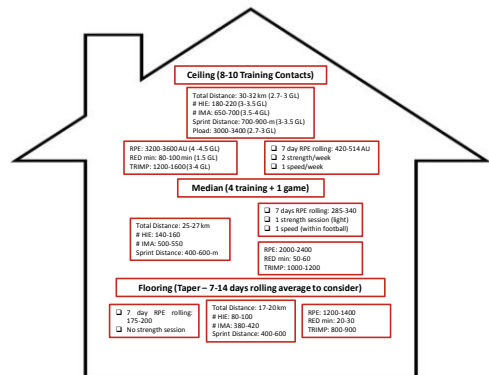 Ceiling (8-10 Training Contacts)
Total Distance: 30-32 km (2.7- 3 GL)
# HIE: 180-220 (3-3.5 GL)
# IMA: 650-700 (3.5-4 GL)
Sprint Distance: 700-900-m (3-3.5 GL)
Pload: 3000-3400 (2.7-3 GL)
RPE: 3200-3600 AU (4 -4.5 GL)
RED min: 80-100 min (1.5 GL)
TRIMP: 1200-1600 (3-4 GL)
❑ 7 day RPE rolling: 420-514 AU
❑ 2 strength/week
❑ 1 speed/week
Median (4 training + 1 game)
Total Distance: 25-27 km
# HIE: 140-160
# IMA: 500-550
Sprint Distance: 400-600-m
❑ 7 days RPE rolling: 285-340
❑ 1 strength session (light)
❑ 1 speed (within football)
RPE: 2000-2400
RED min: 50-60
TRIMP: 1000-1200
Flooring (Taper – 7-14 days rolling average to consider)
❑ 7 day RPE rolling:
175-200
❑ No strength session
Total Distance: 17-20 km
# HIE: 80-100
# IMA: 380-420
Sprint Distance: 400-600
RPE: 1200-1400
RED min: 20-30
TRIMP: 800-900